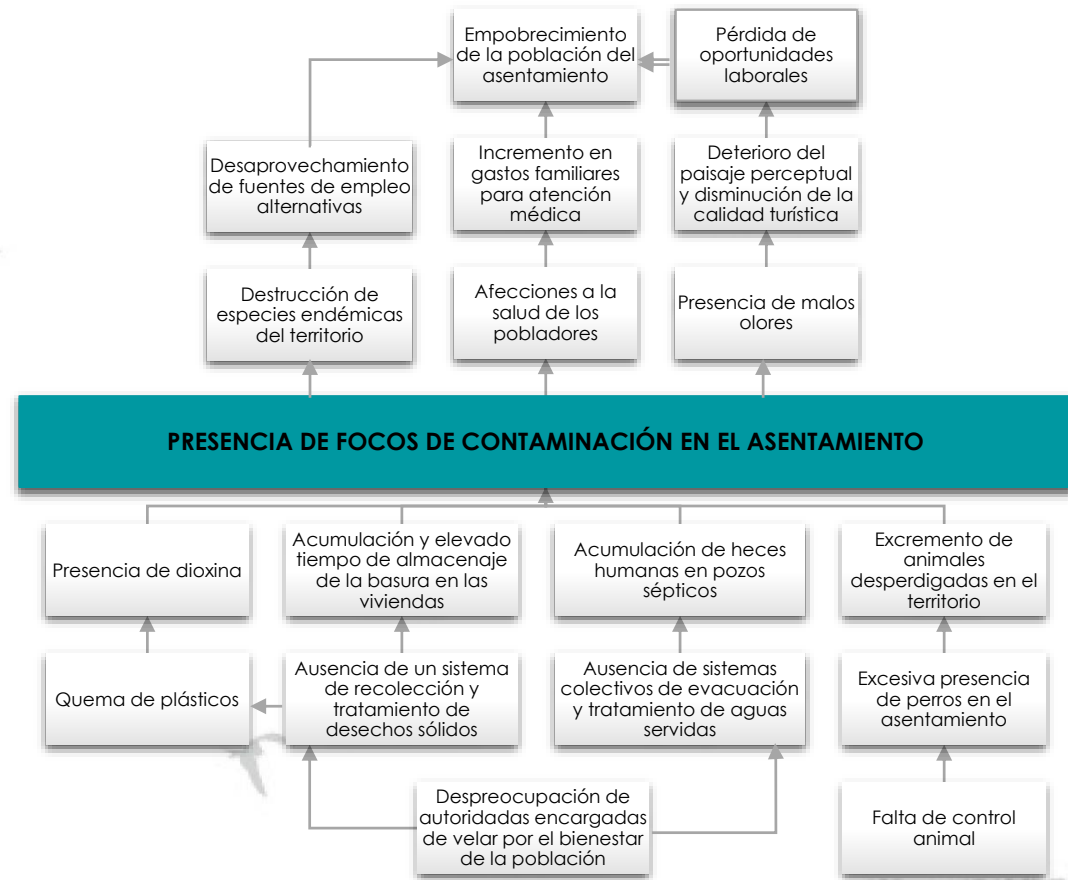 Empobrecimiento
de la población del
asentamiento
Pérdida de
oportunidades
laborales
Desaprovechamiento
de fuentes de empleo
alternativas
Incremento en
gastos familiares
para atención
médica
Deterioro del
paisaje perceptual
y disminución de la
calidad turística
Destrucción de
especies endémicas
del territorio
Afecciones a la
salud de los
pobladores
Presencia de malos
olores
PRESENCIA DE FOCOS DE CONTAMINACIÓN EN EL ASENTAMIENTO
Presencia de dioxina
Acumulación y elevado
tiempo de almacenaje
de la basura en las
viviendas
Acumulación de heces
humanas en pozos
sépticos
Excremento de
animales
desperdigadas en el
territorio
Quema de plásticos
Ausencia de un sistema
de recolección y
tratamiento de
desechos sólidos
Ausencia de sistemas
colectivos de evacuación
y tratamiento de aguas
servidas
Excesiva presencia
de perros en el
asentamiento
Despreocupación de
autoridadas encargadas
de velar por el bienestar
de la población
Falta de control
animal